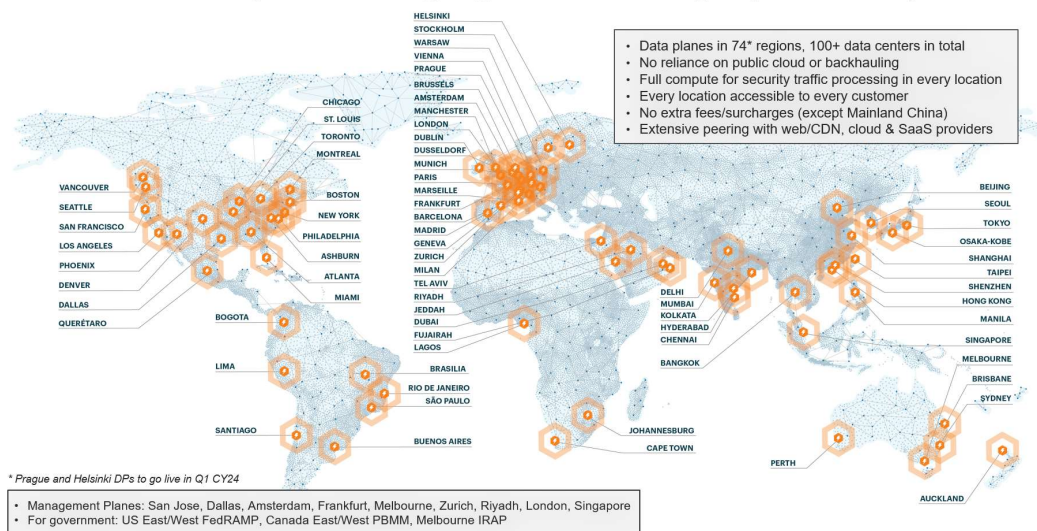 HELSINKI
STOCKHOLM
WARSAW
VIENNA
PRAGUE
BRUSSELS
AMSTERDAM
MANCHESTER
LONDON
DUBLIN
DUSSELDORF
MUNICH
PARIS
MARSEILLE
FRANKFURT
BARCELONA
MADRID
GENEVA
ZURICH
MILAN
TEL AVIV
RIYADH
JEDDAH
DUBAI
FUJAIRAH
LAGOS
• Data planes in 74* regions, 100+ data centers in total
• No reliance on public cloud or backhauling
• Full compute for security traffic processing in every location
• Every location accessible to every customer
• No extra fees/surcharges (except Mainland China)
• Extensive peering with web/CDN, cloud & SaaS providers
CHICAGO
ST. LOUIS
TORONTO
MONTREAL
VANCOUVER
SEATTLE
SAN FRANCISCO
LOS ANGELES
PHOENIX
DENVER
DALLAS
QUERÉTARO
BOSTON
NEW YORK
PHILADELPHIA
ASHBURN
ATLANTA
MIAMI
BOGOTA
LIMA
SANTIAGO
BRASILIA
RIO DE JANEIRO
SÃO PAULO
BUENOS AIRES
DELHI
MUMBAI
KOLKATA
HYDERABAD
CHENNAI
BANGKOK
BEIJING
SEOUL
TOKYO
OSAKA-KOBE
SHANGHAI
TAIPEI
SHENZEN
HONG KONG
MANILA
SINGAPORE
MELBOURNE
BRISBANE
SYDNEY
JOHANNESBURG
CAPE TOWN
PERTH
AUCKLAND
* Prague and Helsinki DPs to go live in Q1 CY24
• Management Planes: San Jose, Dallas, Amsterdam, Frankfurt, Melbourne, Zurich, Riyadh, London, Singapore
• For government: US East/West FedRAMP, Canada East/West PBMM, Melbourne IRAP